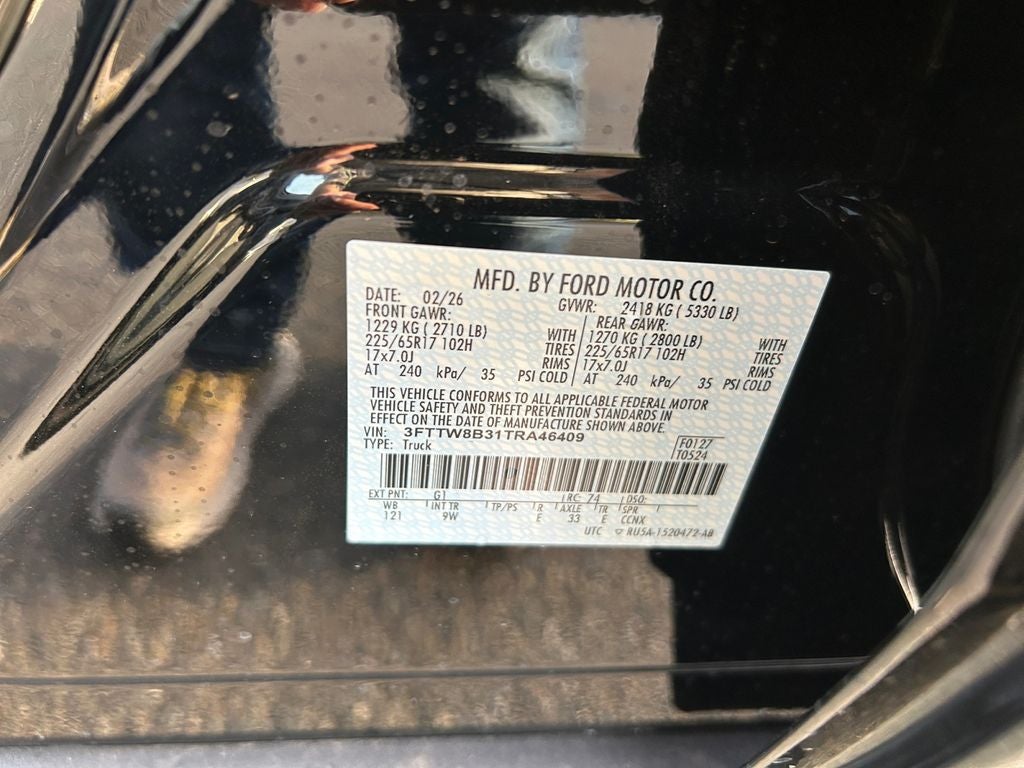 MFD. BY FORD MOTOR CO.
DATE: 02/26 GVWR: 2418 KG ( 5330 LB)
FRONT GAWR: REAR GAWR:
1229 KG ( 2710 LB) WITH 1270 KG ( 2800 LB) WITH
225/65R17 102H TIRES 225/65R17 102H TIRES
17x7.0J RIMS 17x7.0J RIMS
AT 240 kPa/ 35 PSI COLD AT 240 kPa/ 35 PSI COLD
THIS VEHICLE CONFORMS TO ALL APPLICABLE FEDERAL MOTOR
VEHICLE SAFETY AND THEFT PREVENTION STANDARDS IN
EFFECT ON THE DATE OF MANUFACTURE SHOWN ABOVE.
VIN: 3FTTW8B31TRA46409 F0127
TYPE: Truck T0524
EXT PNT: G1 RC: 74 DSO:
WB INT TR TP/PS R AXLE TR SPR
121 9W E 33 E CCNX
UTC ▽ RU5A-1520472-AB